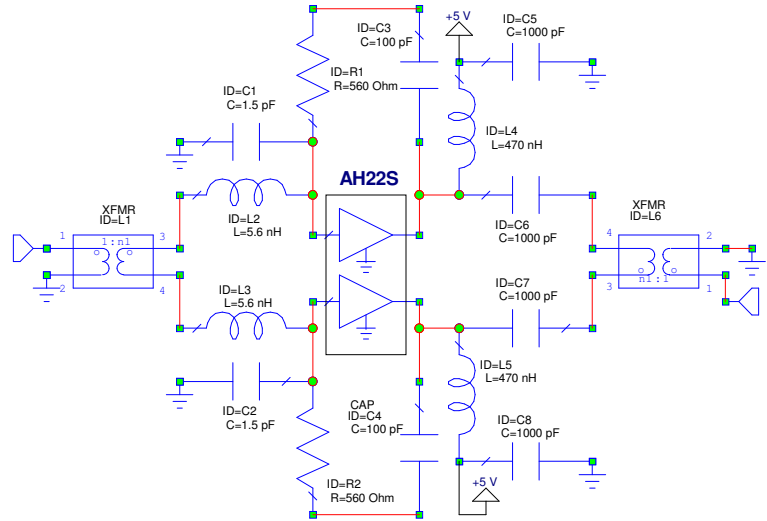 +5 V
ID=C5
C=1000 pF
ID=C3
C=100 pF
ID=R1
R=560 Ohm
ID=C1
C=1.5 pF
ID=L4
L=470 nH
AH22S
ID=L2
L=5.6 nH
XFMR
ID=L1
1
3
1:n1
o
o
2
4
ID=C6
C=1000 pF
XFMR
ID=L6
4
2
o
o
n1:1
3
1
ID=L3
L=5.6 nH
ID=C7
C=1000 pF
ID=L5
L=470 nH
ID=C2
C=1.5 pF
CAP
ID=C4
C=100 pF
ID=C8
C=1000 pF
ID=R2
R=560 Ohm
+5 V